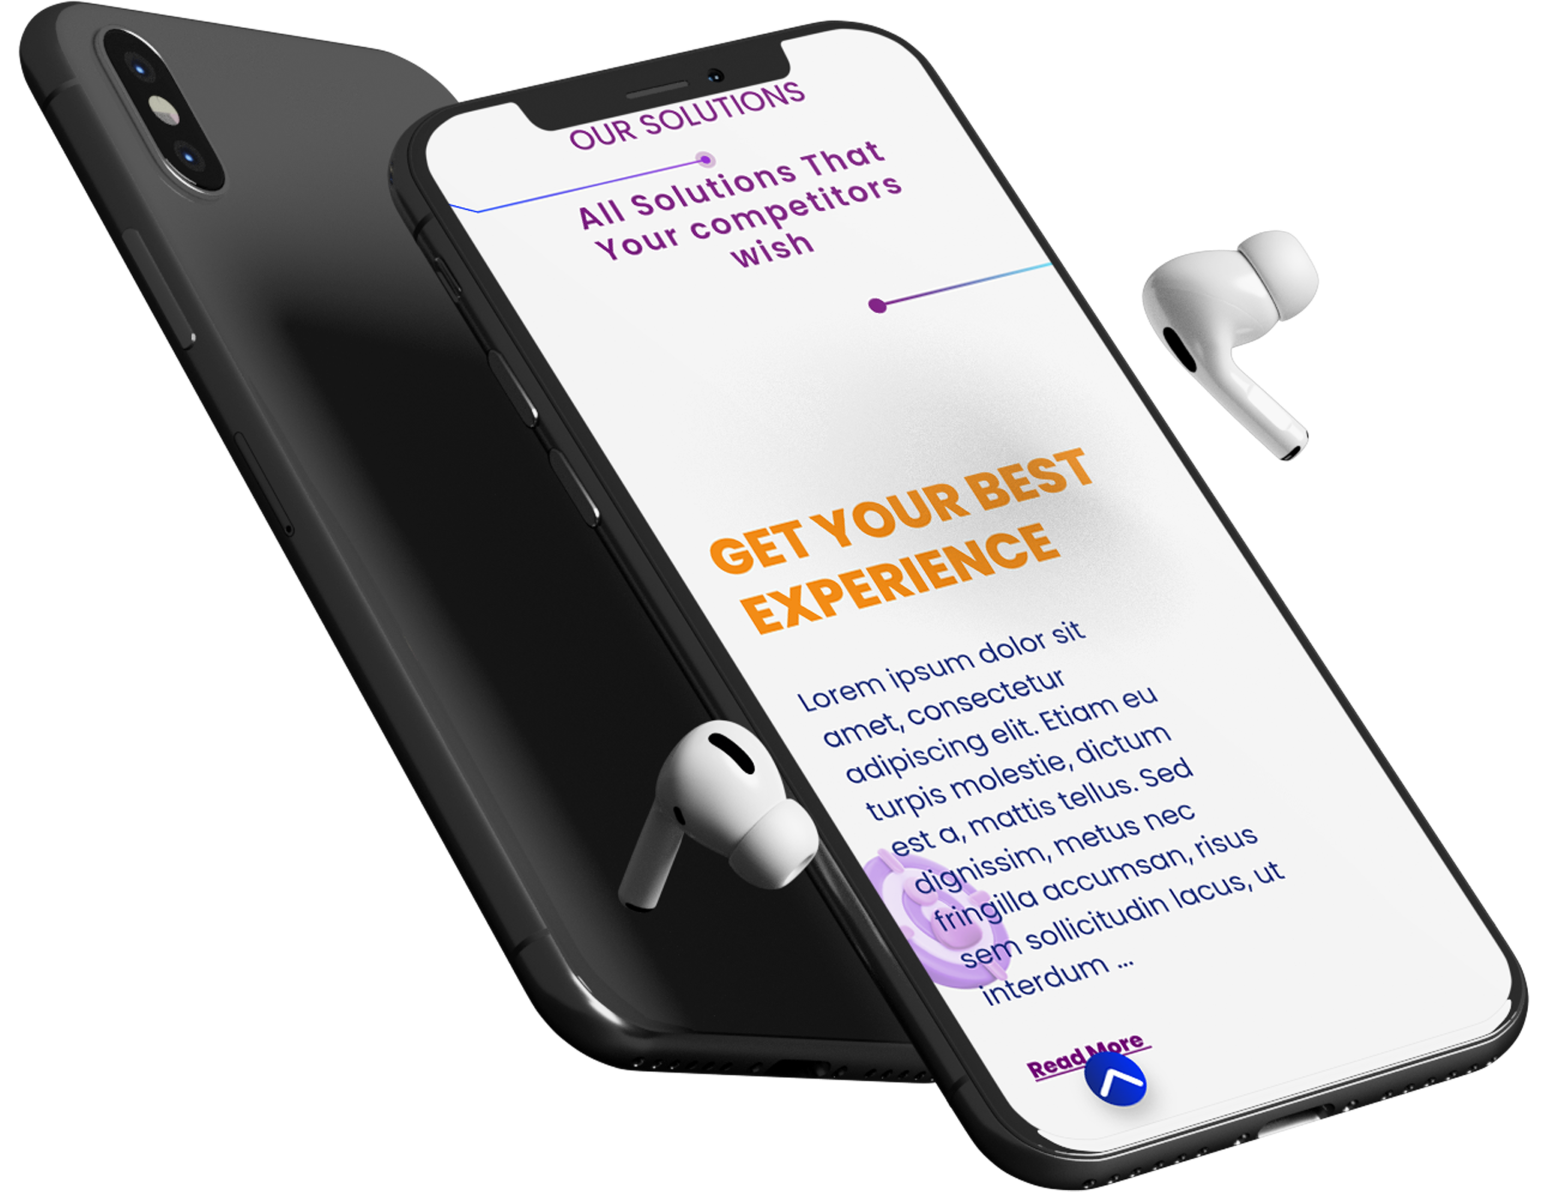 OUR SOLUTIONS
All Solutions That
Your competitors
wish
GET YOUR BEST
EXPERIENCE
Lorem ipsum dolor sit
amet, consectetur
adipiscing elit. Etiam eu
turpis molestie, dictum
est a, mattis tellus. Sed
dignissim, metus nec
fringilla accumsan, risus
sem sollicitudin lacus, ut
interdum ...
Read More